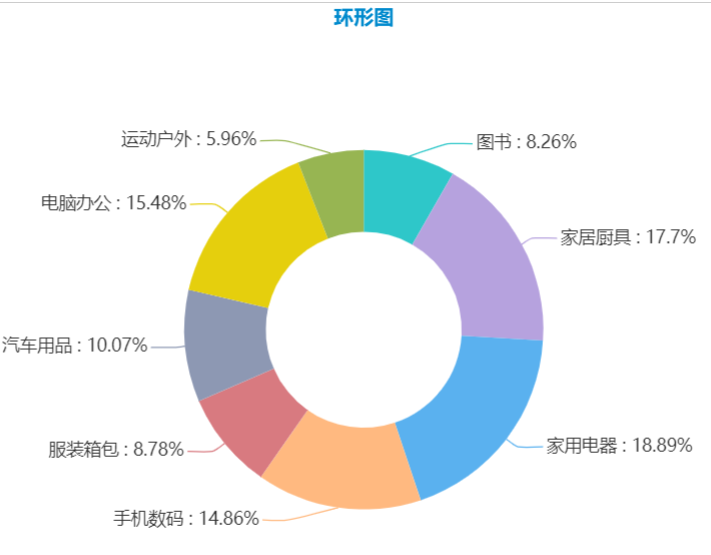 环形图
运动户外 : 5.96%
图书 : 8.26%
电脑办公 : 15.48%
家居厨具 : 17.7%
汽车用品 : 10.07%
家用电器 : 18.89%
服装箱包 : 8.78%
手机数码 : 14.86%